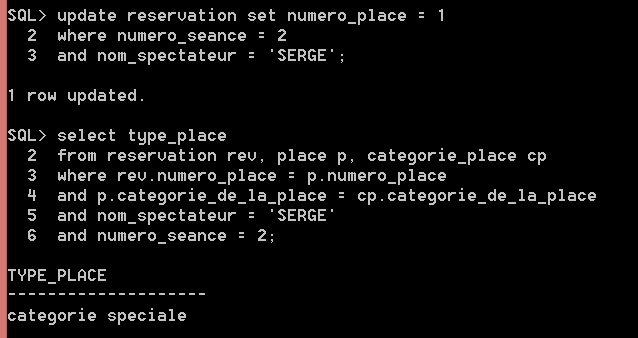 SQL> update reservation set numero_place = 1
2 where numero_seance = 2
3 and nom_spectateur = 'SERGE';
1 row updated.
SQL> select type_place
2 from reservation rev, place p, categorie_place cp
3 where rev.numero_place = p.numero_place
4 and p.categorie_de_la_place = cp.categorie_de_la_place
5 and nom_spectateur = 'SERGE'
6 and numero_seance = 2;
TYPE_PLACE
--------------------
categorie speciale